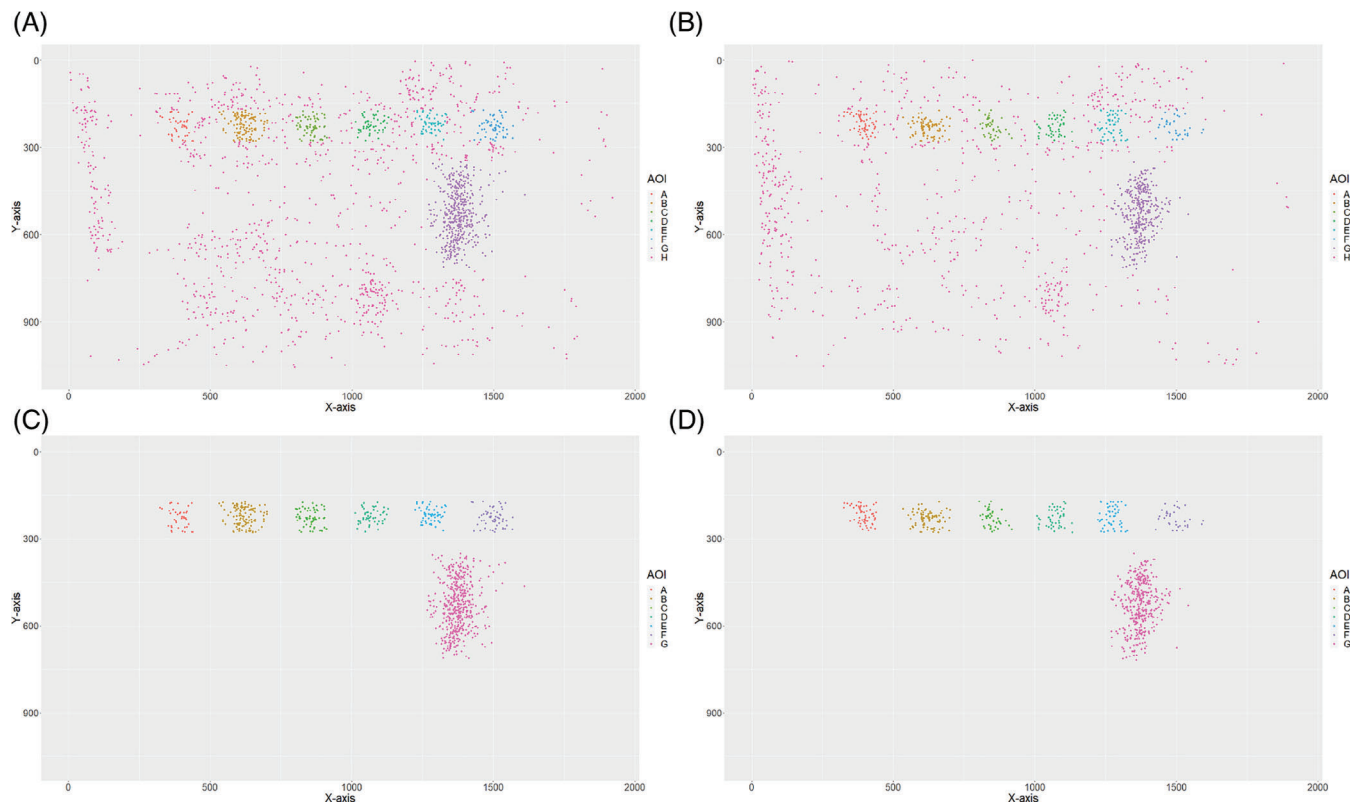 (A)
0
300
600
900
Y-axis
0
500
1000
1500
2000
X-axis
AOI
A
B
C
D
E
F
G
H
(B)
0
300
600
900
Y-axis
0
500
1000
1500
2000
X-axis
AOI
A
B
C
D
E
F
G
H
(C)
0
300
600
900
Y-axis
0
500
1000
1500
2000
X-axis
AOI
A
B
C
D
E
F
G
(D)
0
300
600
900
Y-axis
0
500
1000
1500
2000
X-axis
AOI
A
B
C
D
E
F
G